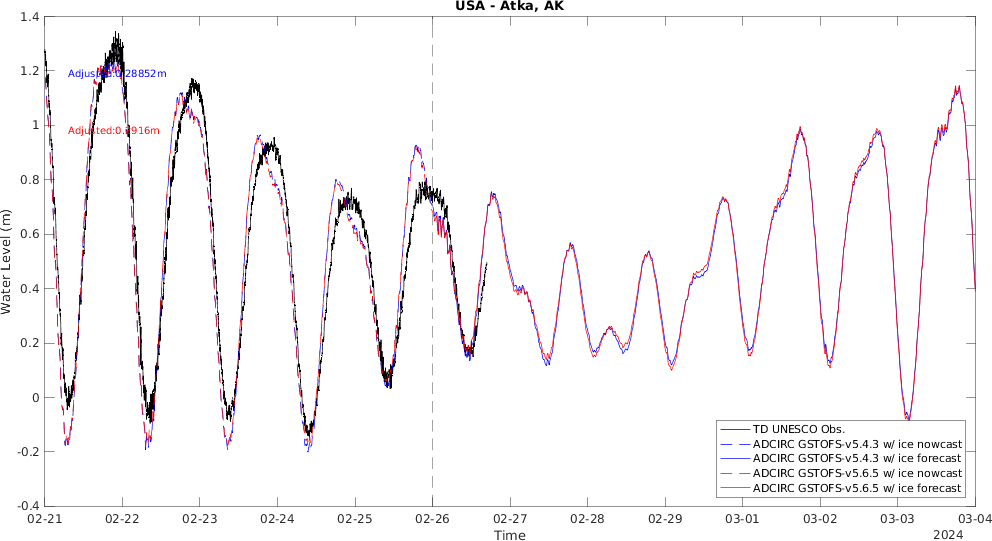 USA - Atka, AK
1.4
1.2
1
0.8
0.6
0.4
0.2
0
-0.2
-0.4
Water Level (m)
02-21 02-22 02-23 02-24 02-25 02-26 02-27 02-28 02-29 03-01 03-02 03-03 03-04
Time
2024
TD UNESCO Obs.
ADCIRC GSTOFS-v5.4.3 w/ ice nowcast
ADCIRC GSTOFS-v5.4.3 w/ ice forecast
ADCIRC GSTOFS-v5.6.5 w/ ice nowcast
ADCIRC GSTOFS-v5.6.5 w/ ice forecast